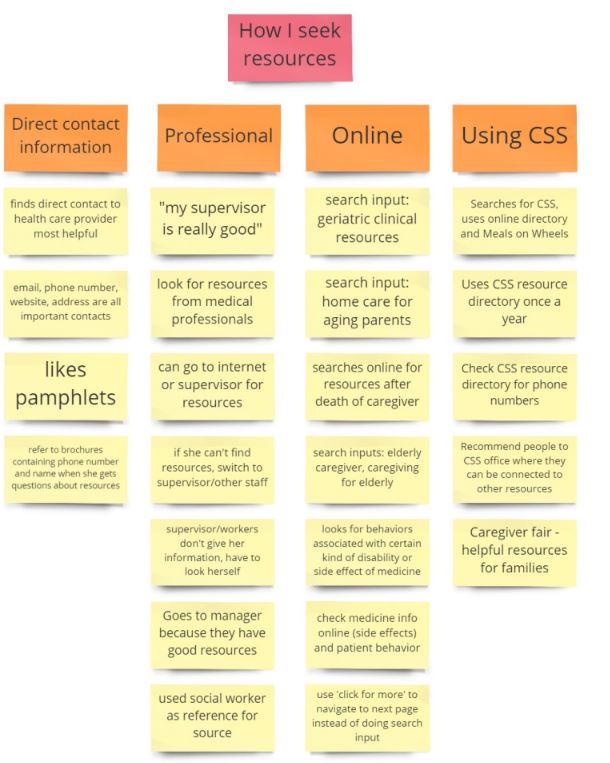 How I seek
resources
Direct contact
information
finds direct contact to
health care provider
most helpful
email, phone number,
website, address are all
important contacts
likes
pamphlets
refer to brochures
containing phone number
and name when she gets
questions about resources
Professional
"my supervisor
is really good"
look for resources
from medical
professionals
can go to internet
or supervisor for
resources
if she can't find
resources, switch to
supervisor/other staff
supervisor/workers
don't give her
information, have to
look herself
Goes to manager
because they have
good resources
used social worker
as reference for
source
Online
search input:
geriatric clinical
resources
search input:
home care for
aging parents
searches online for
resources after
death of caregiver
search inputs: elderly
caregiver, caregiving
for elderly
looks for behaviors
associated with certain
kind of disability or
side effect of medicine
check medicine info
online (side effects)
and patient behavior
use 'click for more' to
navigate to next page
instead of doing search
input
Using CSS
Searches for CSS,
uses online directory
and Meals on Wheels
Uses CSS resource
directory once a
year
Check CSS resource
directory for phone
numbers
Recommend people to
CSS office where they
can be connected to
other resources
Caregiver fair -
helpful resources
for families